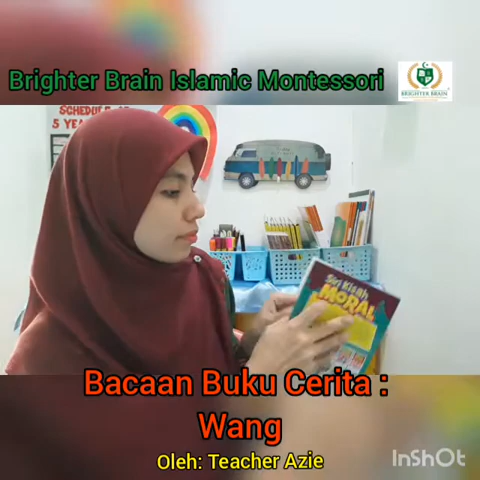 Brighter Brain Islamic Montessori
BRIGHTER BRAIN
SCHEDULE
5 YEA
Siri Kisah
MORAL
Bacaan Buku Cerita :
Wang
Oleh: Teacher Azie
InShOt